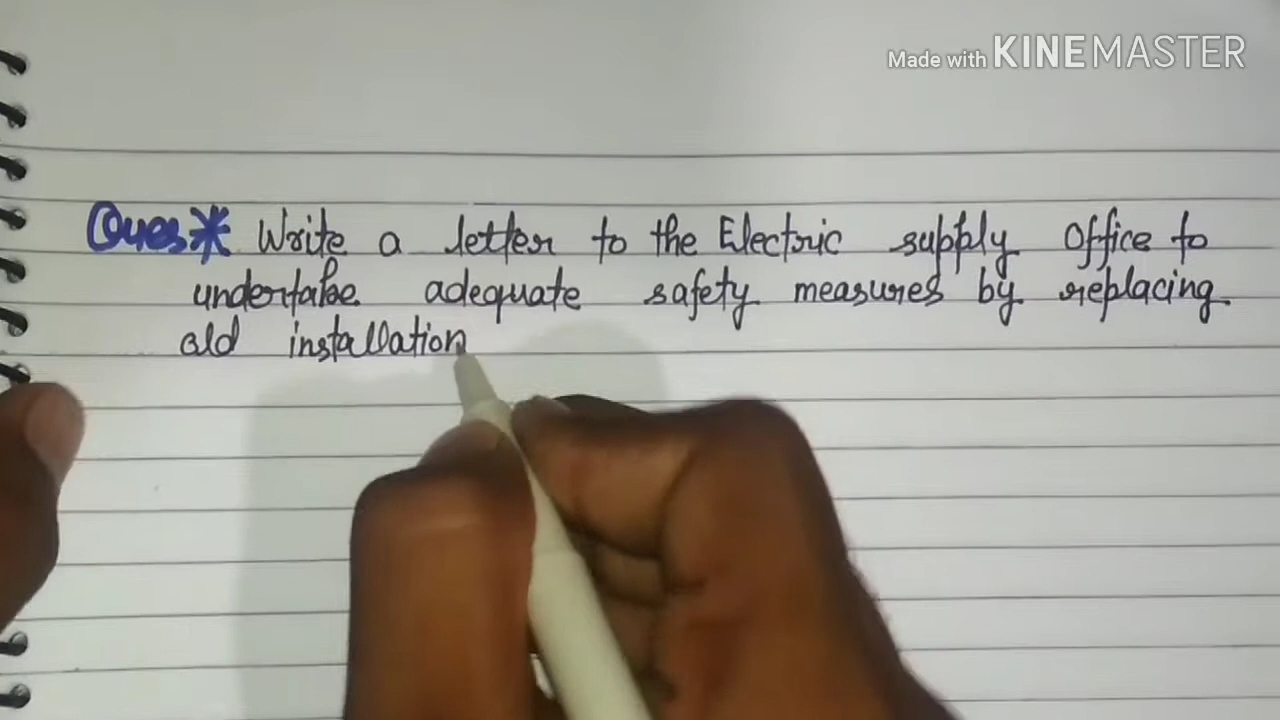 Made with KINEMASTER
Ques* Write a letter to the Electric supply Office to
undertake adequate safety measures by replacing
old installation